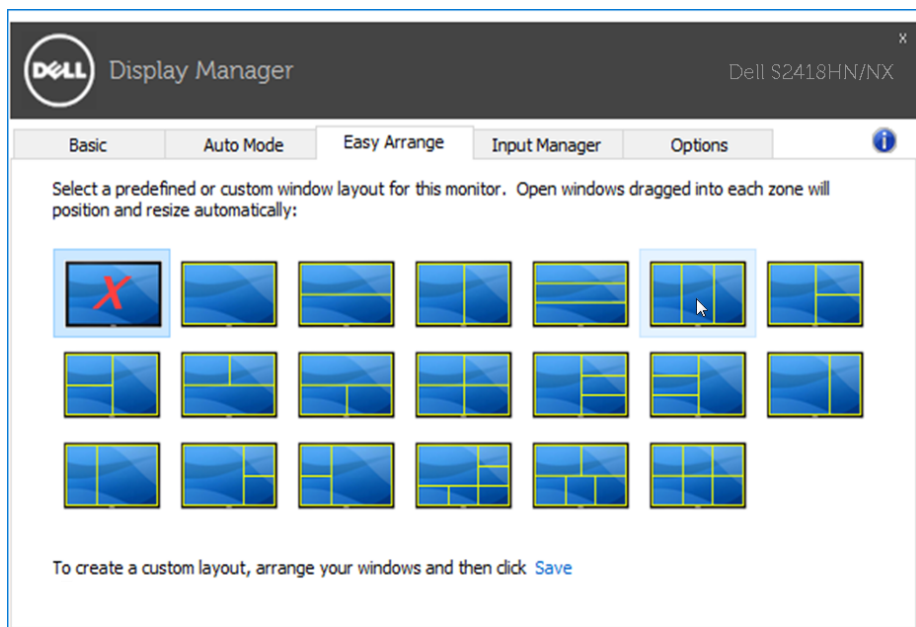 x
DELL Display Manager
Dell S2418HN/NX
Basic Auto Mode Easy Arrange Input Manager Options i
Select a predefined or custom window layout for this monitor. Open windows dragged into each zone will
position and resize automatically:
X
To create a custom layout, arrange your windows and then click Save